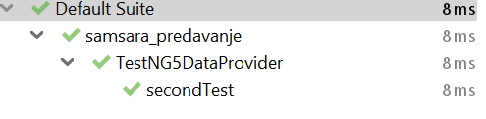 Default Suite 8 ms
samsara_predavanje 8 ms
TestNG5DataProvider 8 ms
secondTest 8 ms